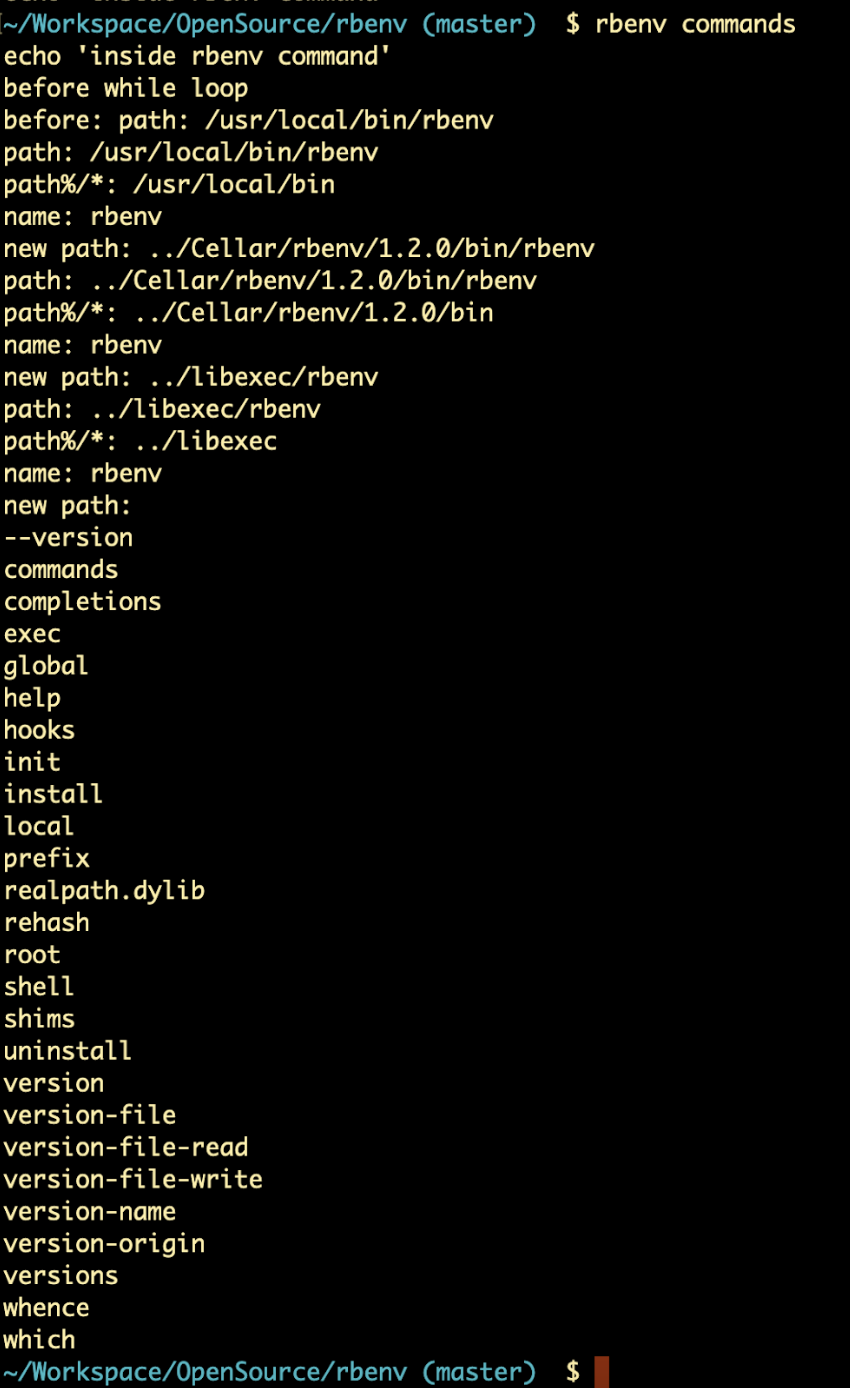 ~/Workspace/OpenSource/rbenv (master)  $ rbenv commands
echo 'inside rbenv command'
before while loop
before: path: /usr/local/bin/rbenv
path: /usr/local/bin/rbenv
path%/*: /usr/local/bin
name: rbenv
new path: ../Cellar/rbenv/1.2.0/bin/rbenv
path: ../Cellar/rbenv/1.2.0/bin/rbenv
path%/*: ../Cellar/rbenv/1.2.0/bin
name: rbenv
new path: ../libexec/rbenv
path: ../libexec/rbenv
path%/*: ../libexec
name: rbenv
new path:
--version
commands
completions
exec
global
help
hooks
init
install
local
prefix
realpath.dylib
rehash
root
shell
shims
uninstall
version
version-file
version-file-read
version-file-write
version-name
version-origin
versions
whence
which
~/Workspace/OpenSource/rbenv (master)  $